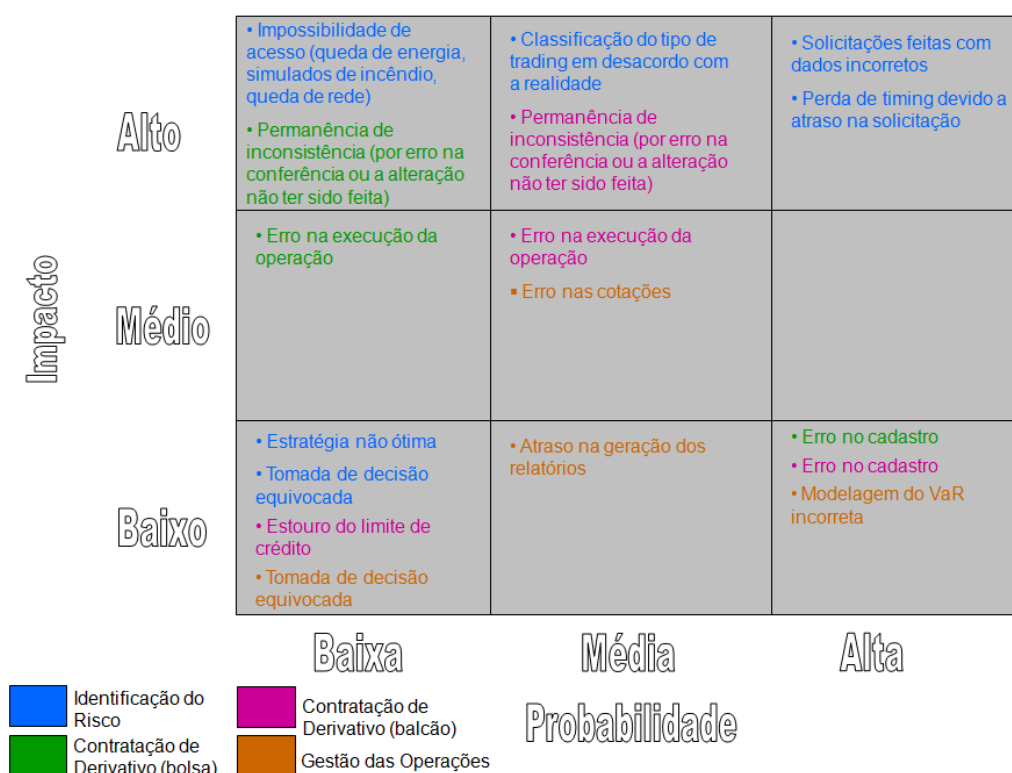 • Impossibilidade de
acesso (queda de energia,
simulados de incêndio,
queda de rede)
• Permanência de
inconsistência (por erro na
conferência ou a alteração
não ter sido feita)
• Classificação do tipo de
trading em desacordo com
a realidade
• Permanência de
inconsistência (por erro na
conferência ou a alteração
não ter sido feita)
• Solicitações feitas com
dados incorretos
• Perda de timing devido a
atraso na solicitação
Alto
• Erro na execução da
operação
• Erro na execução da
operação
▪ Erro nas cotações
Impacto
Médio
• Estratégia não ótima
• Tomada de decisão
equivocada
• Estouro do limite de
crédito
• Tomada de decisão
equivocada
• Atraso na geração dos
relatórios
• Erro no cadastro
• Erro no cadastro
• Modelagem do VaR
incorreta
Baixo
Baixa
Média
Alta
Probabilidade
Identificação do
Risco
Contratação de
Derivativo (bolsa)
Contratação de
Derivativo (balcão)
Gestão das Operações